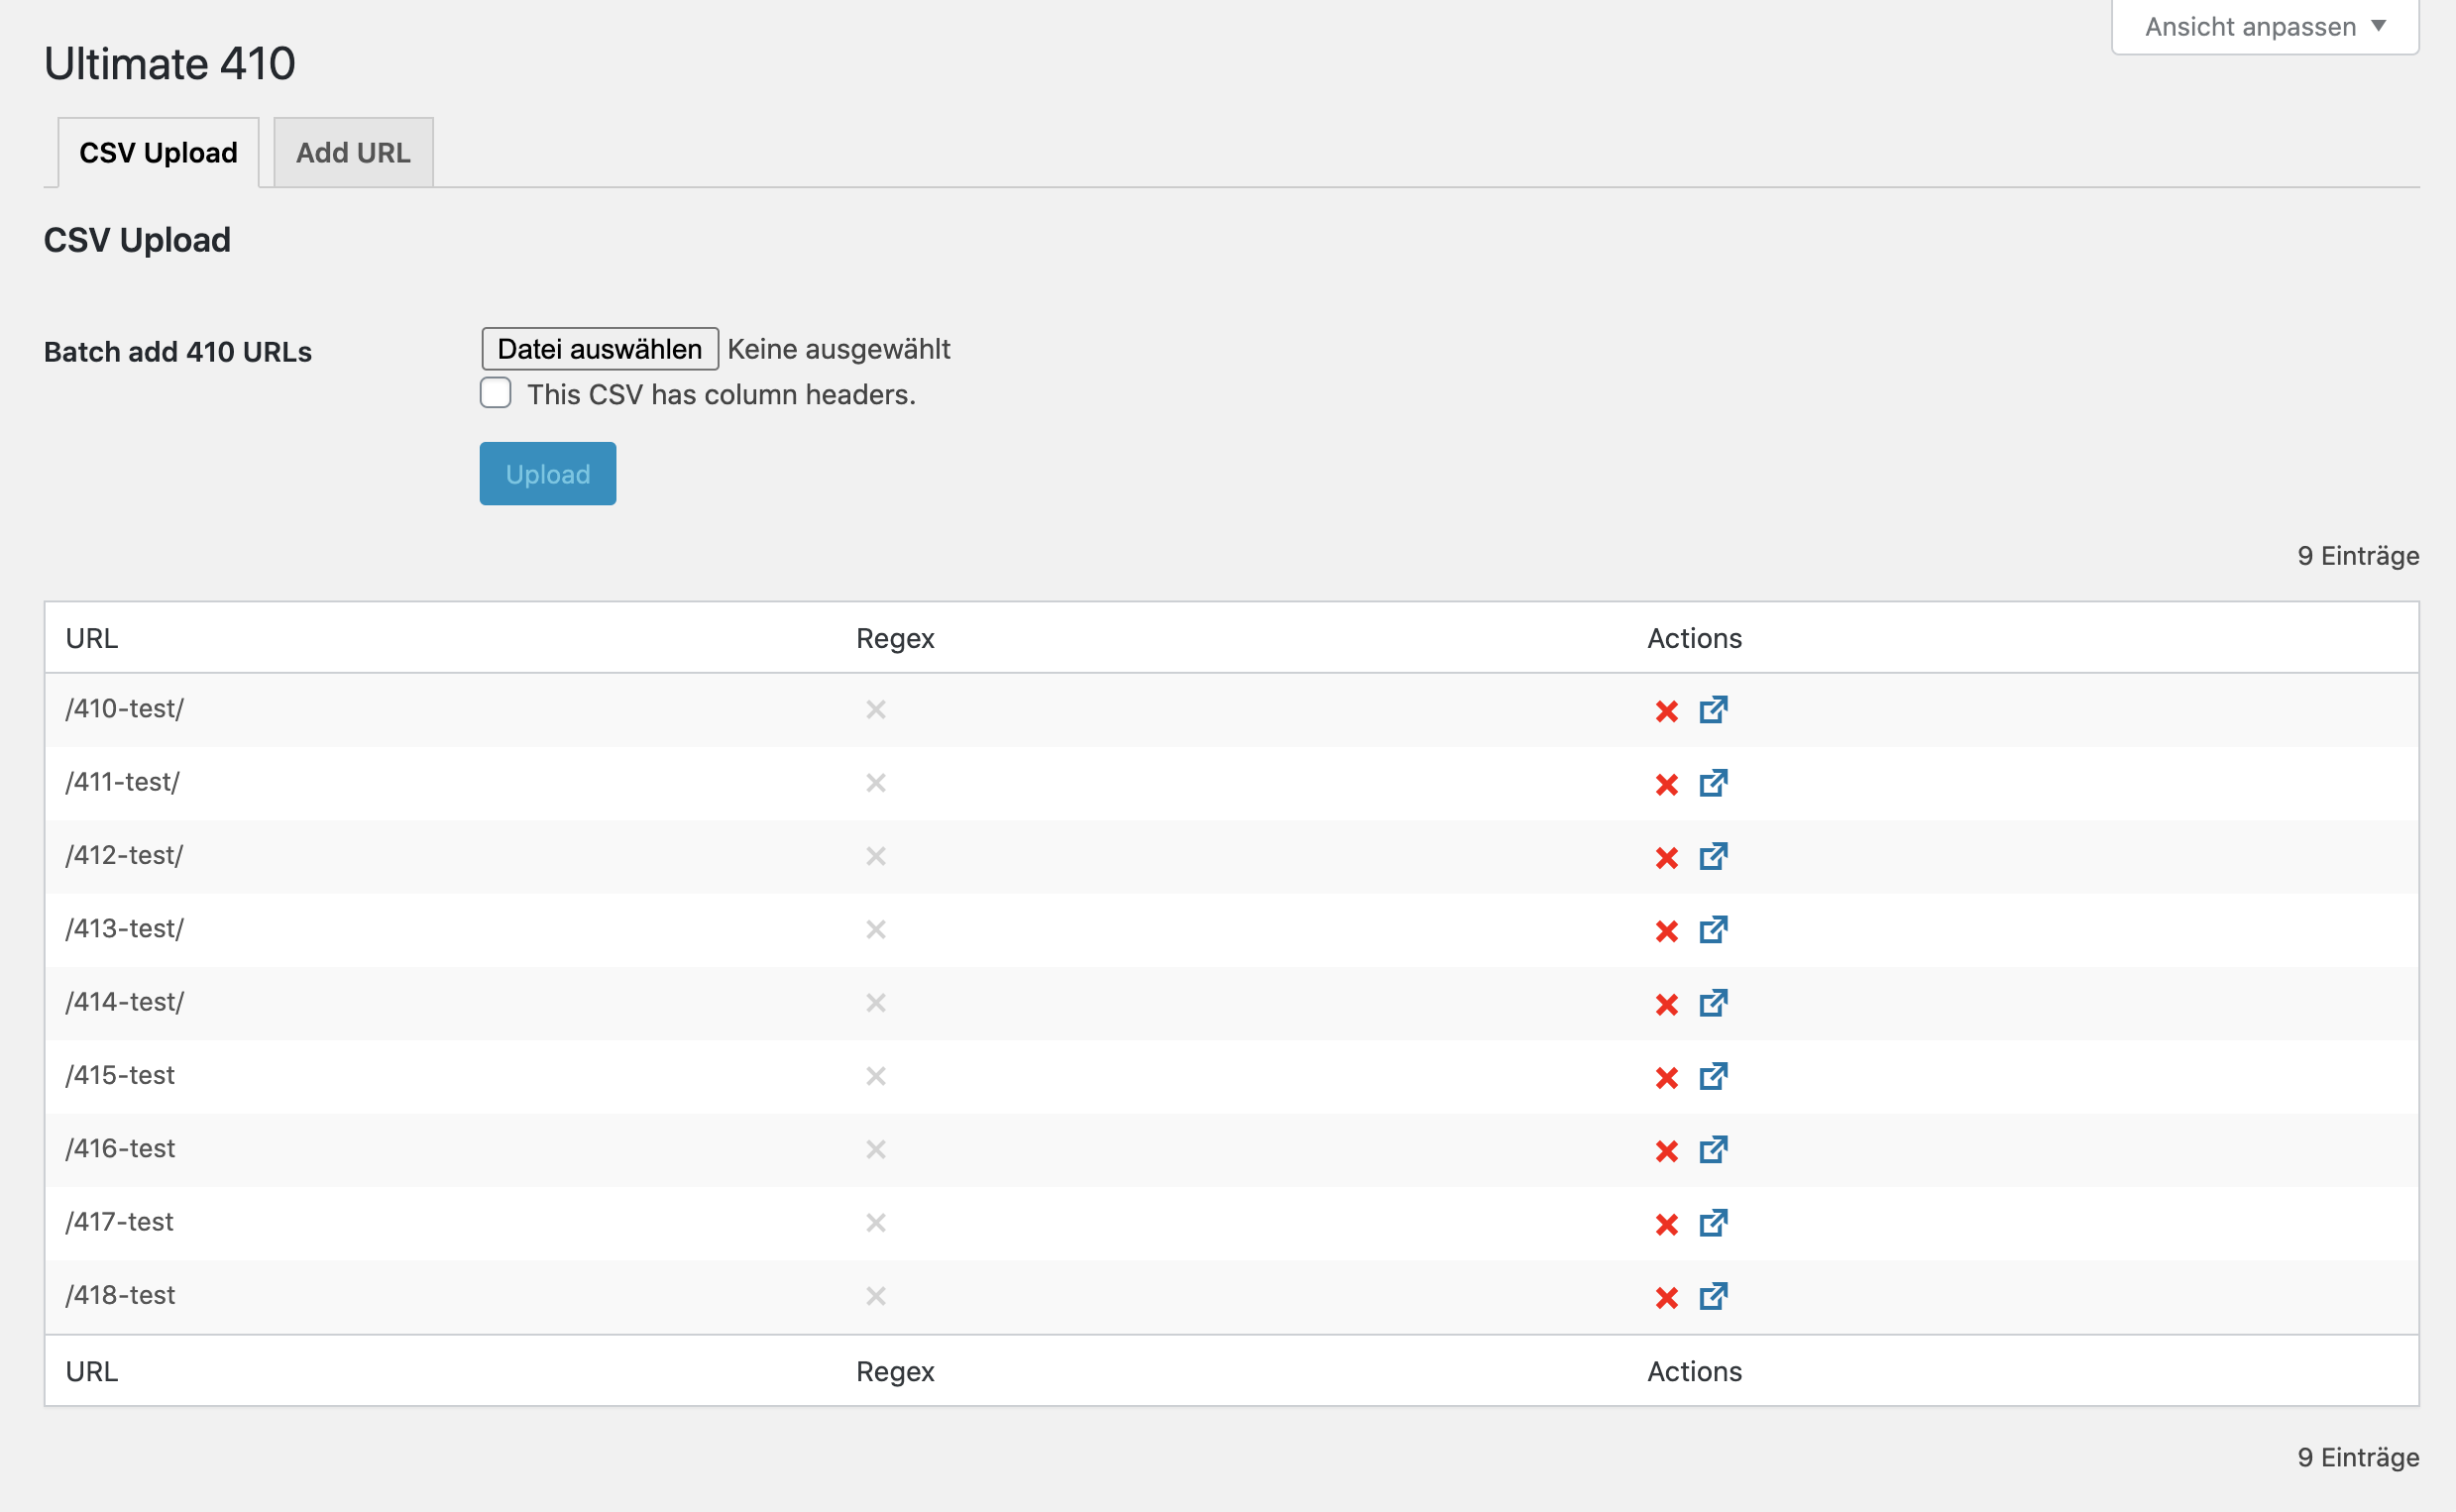 Ansicht anpassen
Ultimate 410
CSV Upload Add URL
CSV Upload
Batch add 410 URLs Datei auswählen Keine ausgewählt
This CSV has column headers.
Upload
9 Einträge
URL Regex Actions
/410-test/
/411-test/
/412-test/
/413-test/
/414-test/
/415-test
/416-test
/417-test
/418-test
URL Regex Actions
9 Einträge